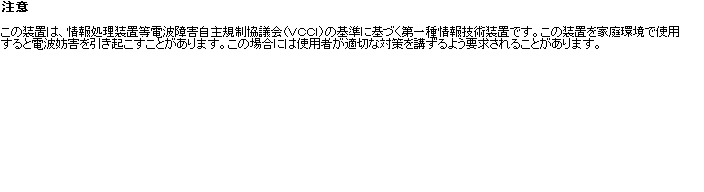 注意
この装置は、情報処理装置等電波障害自主規制協議会（VCCI）の基準に基づく第一種情報技術装置です。この装置を家庭環境で使用
すると電波妨害を引き起こすことがあります。この場合には使用者が適切な対策を講ずるよう要求されることがあります。